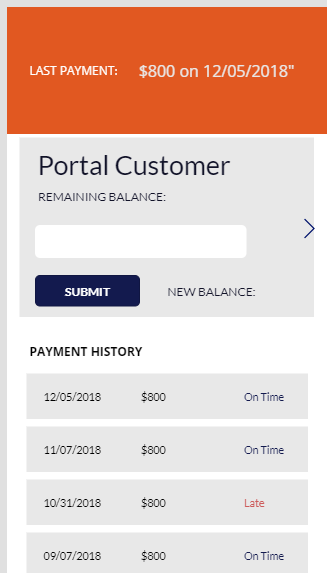 LAST PAYMENT: $800 on 12/05/2018"
Portal Customer
REMAINING BALANCE:
SUBMIT NEW BALANCE:
PAYMENT HISTORY
12/05/2018 $800 On Time
11/07/2018 $800 On Time
10/31/2018 $800 Late
09/07/2018 $800 On Time